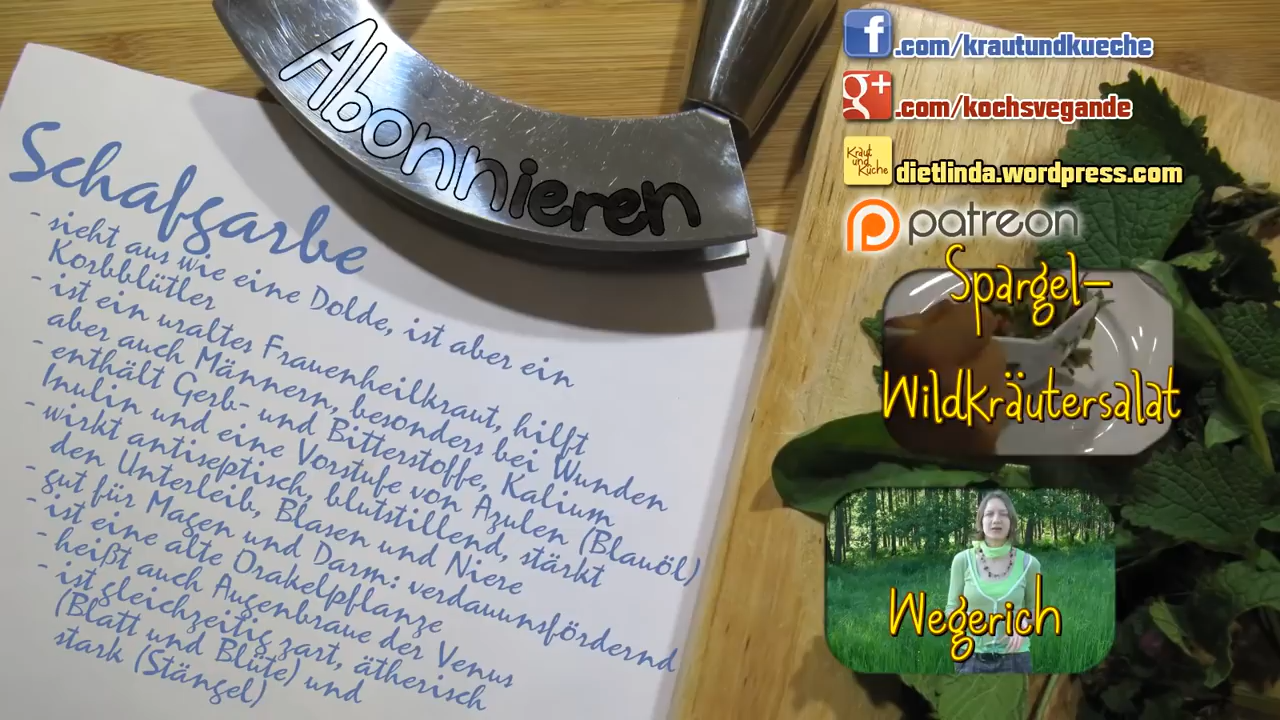 Abonnieren
Schafgarbe
- sieht aus wie eine Dolde, ist aber ein
Korbblütler
- ist ein uraltes Frauenheilkraut, hilft
aber auch Männern, besonders bei Wunden
- enthält Gerb- und Bitterstoffe, Kalium
Inulin und eine Vorstufe von Azulen (Blauöl)
- wirkt antiseptisch, blutstillend, stärkt
den Unterleib, Blasen und Niere
- gut für Magen und Darm: verdauunsfördernd
- ist eine alte Orakelpflanze
- heißt auch Augenbraue der Venus
- ist gleichzeitig zart, ätherisch
(Blatt und Blüte) und
stark (Stängel)
f .com/krautundkueche
g+ .com/kochsvegande
Kraut
und
Küche
dietlinda.wordpress.com
patreon
Spargel-
Wildkräutersalat
Wegerich